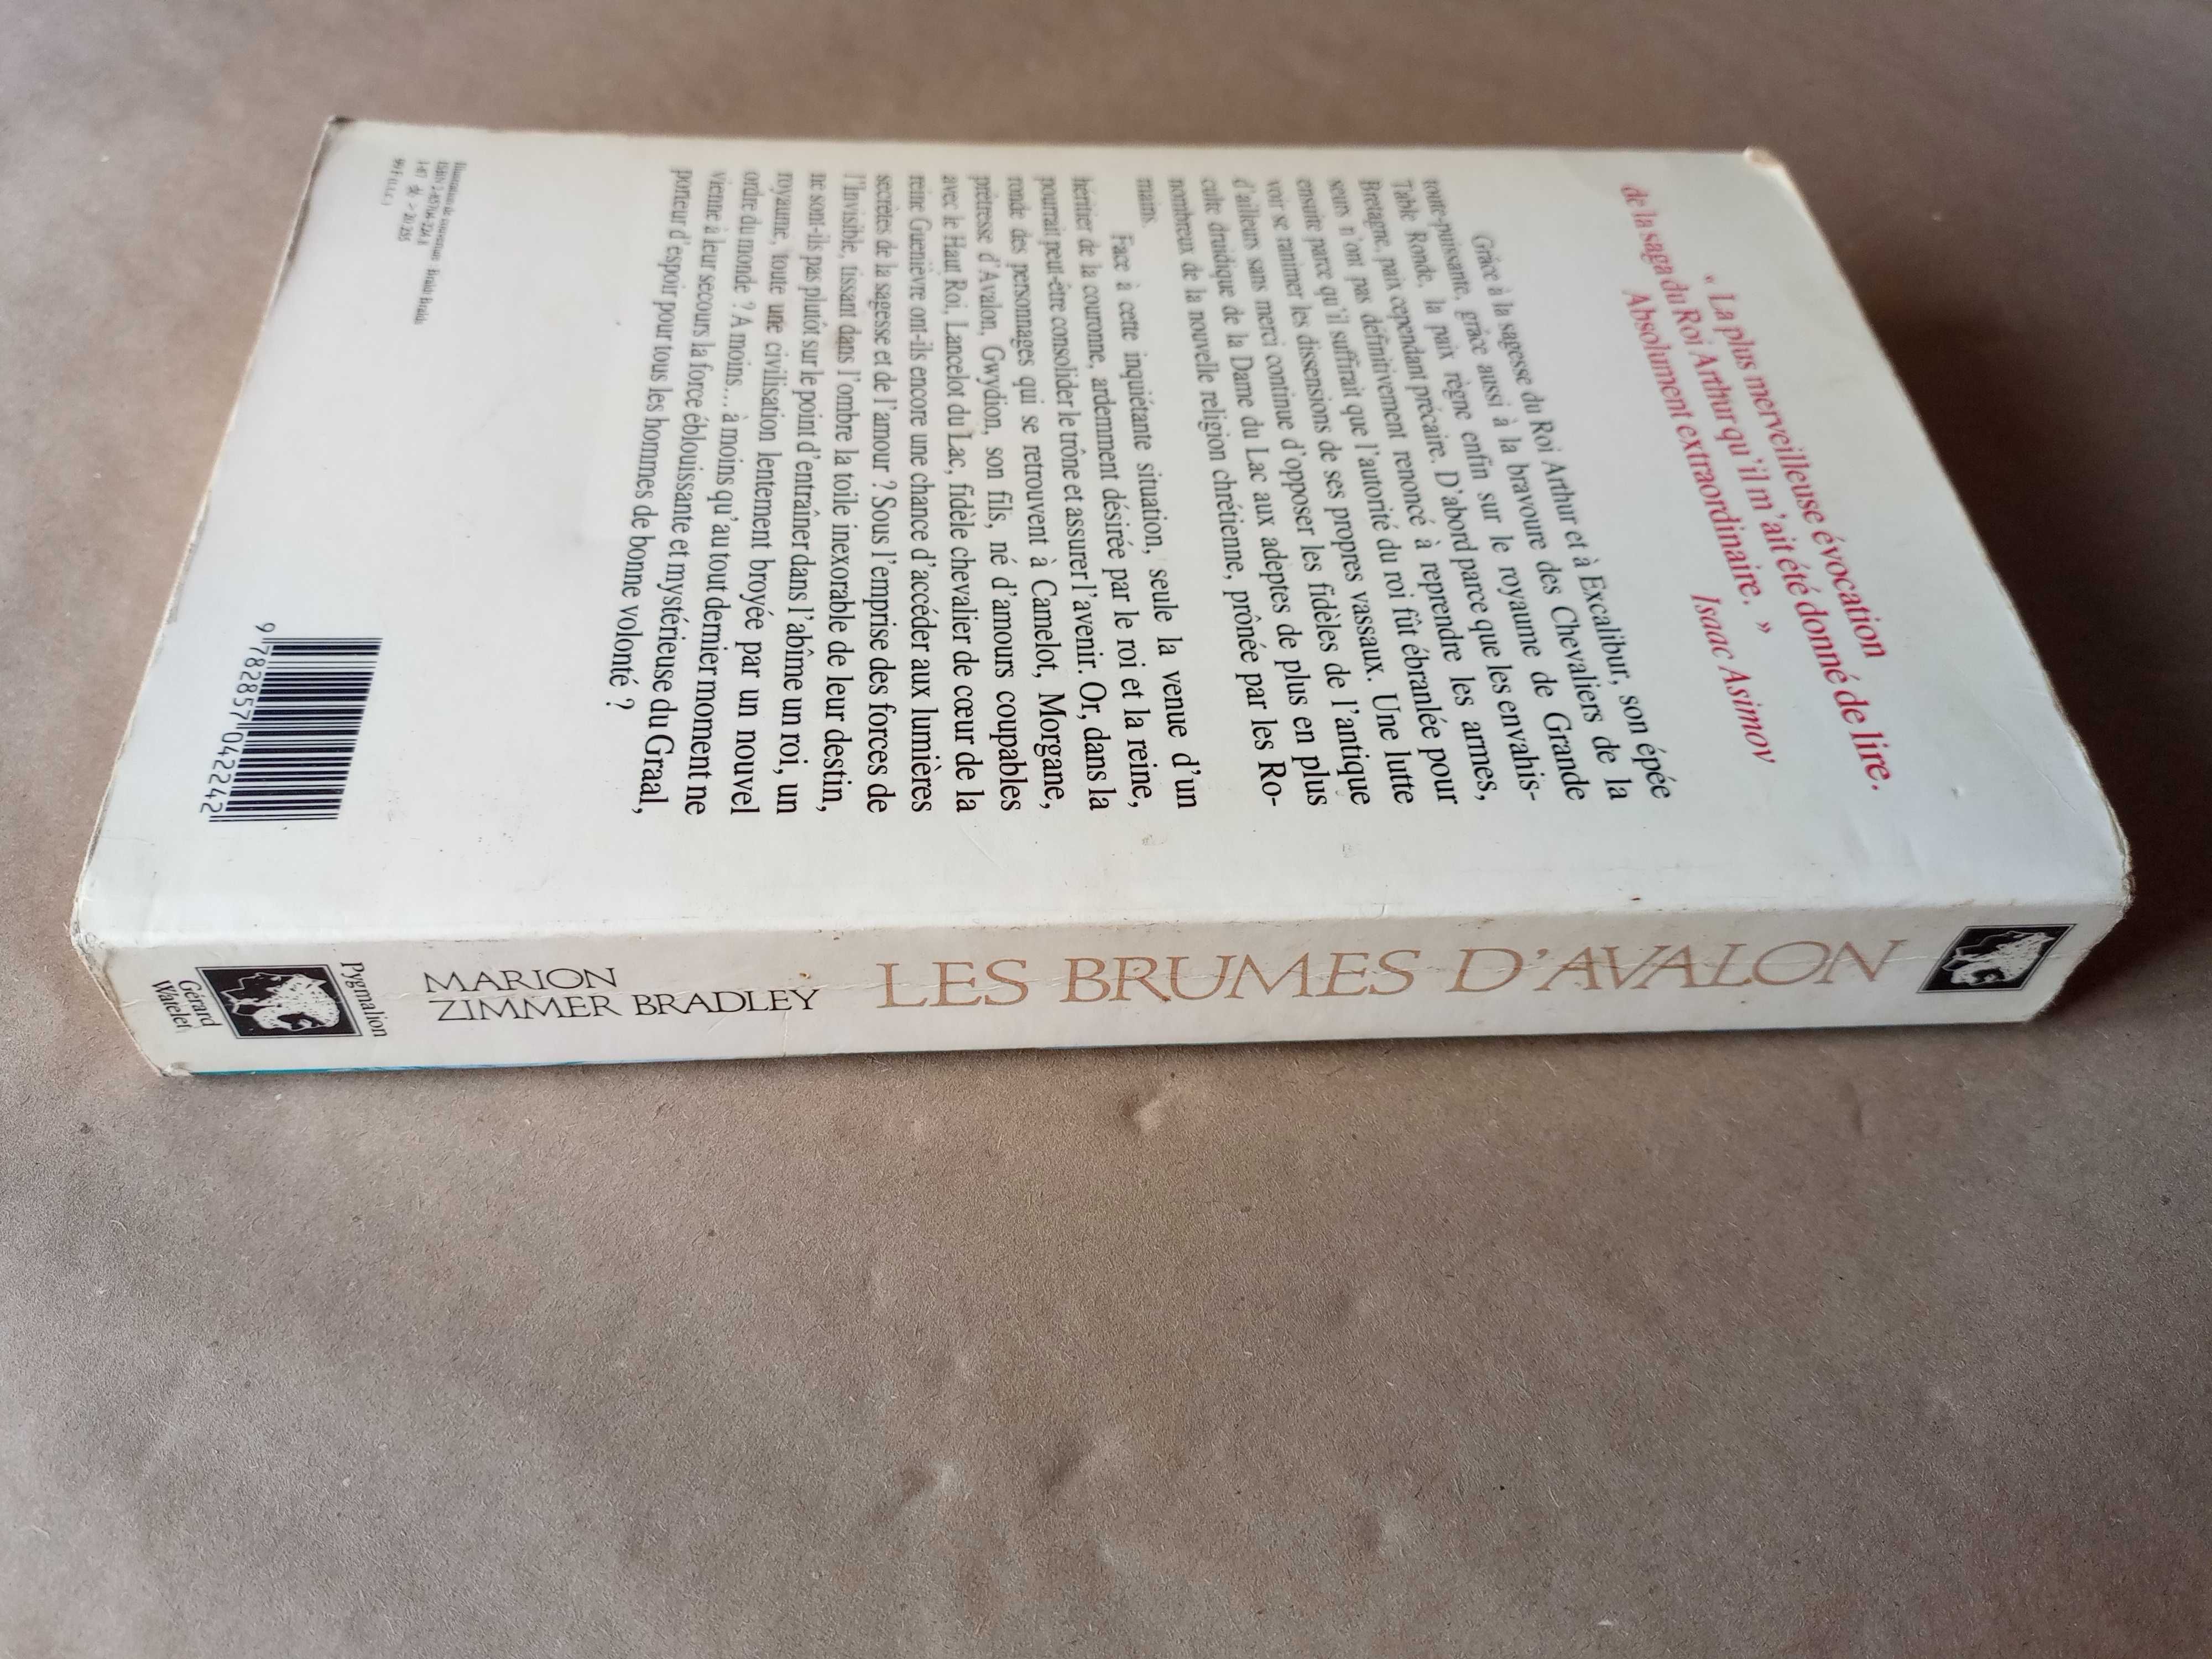 « La plus merveilleuse évocation
de la saga du Roi Arthur qu'il m'ait été donné de lire.
Absolument extraordinaire. »
Isaac Asimov
Grâce à la sagesse du Roi Arthur et à Excalibur, son épée
toute-puissante, grâce aussi à la bravoure des Chevaliers de la
Table Ronde, la paix règne enfin sur le royaume de Grande
Bretagne, paix cependant précaire. D'abord parce que les envahis-
seurs n'ont pas définitivement renoncé à reprendre les armes,
ensuite parce qu'il suffirait que l'autorité du roi fût ébranlée pour
voir se ranimer les dissensions de ses propres vassaux. Une lutte
d'ailleurs sans merci continue d'opposer les fidèles de l'antique
culte druidique de la Dame du Lac aux adeptes de plus en plus
nombreux de la nouvelle religion chrétienne, prônée par les Ro-
mains.
Face à cette inquiétante situation, seule la venue d'un
héritier de la couronne, ardemment désirée par le roi et la reine,
pourrait peut-être consolider le trône et assurer l'avenir. Or, dans la
ronde des personnages qui se retrouvent à Camelot, Morgane,
prêtresse d'Avalon, Gwydion, son fils, né d'amours coupables
avec le Haut Roi, Lancelot du Lac, fidèle chevalier de cœur de la
reine Guenièvre ont-ils encore une chance d'accéder aux lumières
secrètes de la sagesse et de l'amour ? Sous l'emprise des forces de
l'Invisible, tissant dans l'ombre la toile inexorable de leur destin,
ne sont-ils pas plutôt sur le point d'entraîner dans l'abîme un roi, un
royaume, toute une civilisation lentement broyée par un nouvel
ordre du monde ? A moins... à moins qu'au tout dernier moment ne
vienne à leur secours la force éblouissante et mystérieuse du Graal,
porteur d'espoir pour tous les hommes de bonne volonté ?
Illustration de couverture : Braldt Bralds
ISBN 2-85704-224-8
9 782857 042242
LES BRUMES D'AVALON
MARION
ZIMMER BRADLEY
Pygmalion
Gérard
Watelet